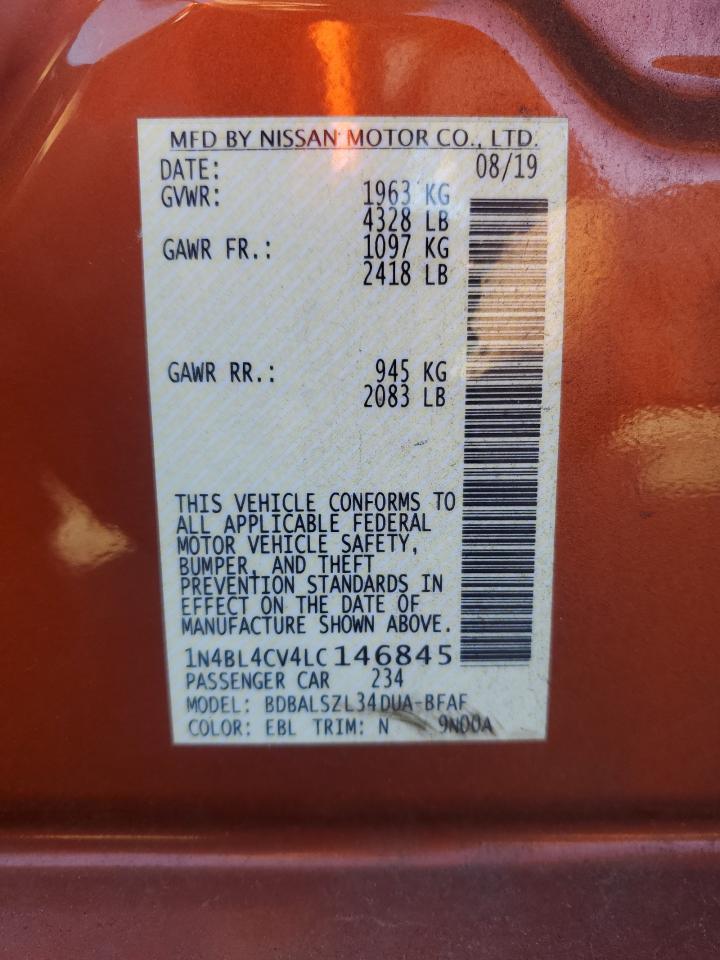 MFD BY NISSAN MOTOR CO., LTD.
DATE: 08/19
GVWR: 1963 KG
4328 LB
GAWR FR.: 1097 KG
2418 LB
GAWR RR.: 945 KG
2083 LB
THIS VEHICLE CONFORMS TO
ALL APPLICABLE FEDERAL
MOTOR VEHICLE SAFETY,
BUMPER, AND THEFT
PREVENTION STANDARDS IN
EFFECT ON THE DATE OF
MANUFACTURE SHOWN ABOVE.
1N4BL4CV4LC146845
PASSENGER CAR 234
MODEL: BDBALSZL34DUA-BFAF
COLOR: EBL TRIM: N 9N00A